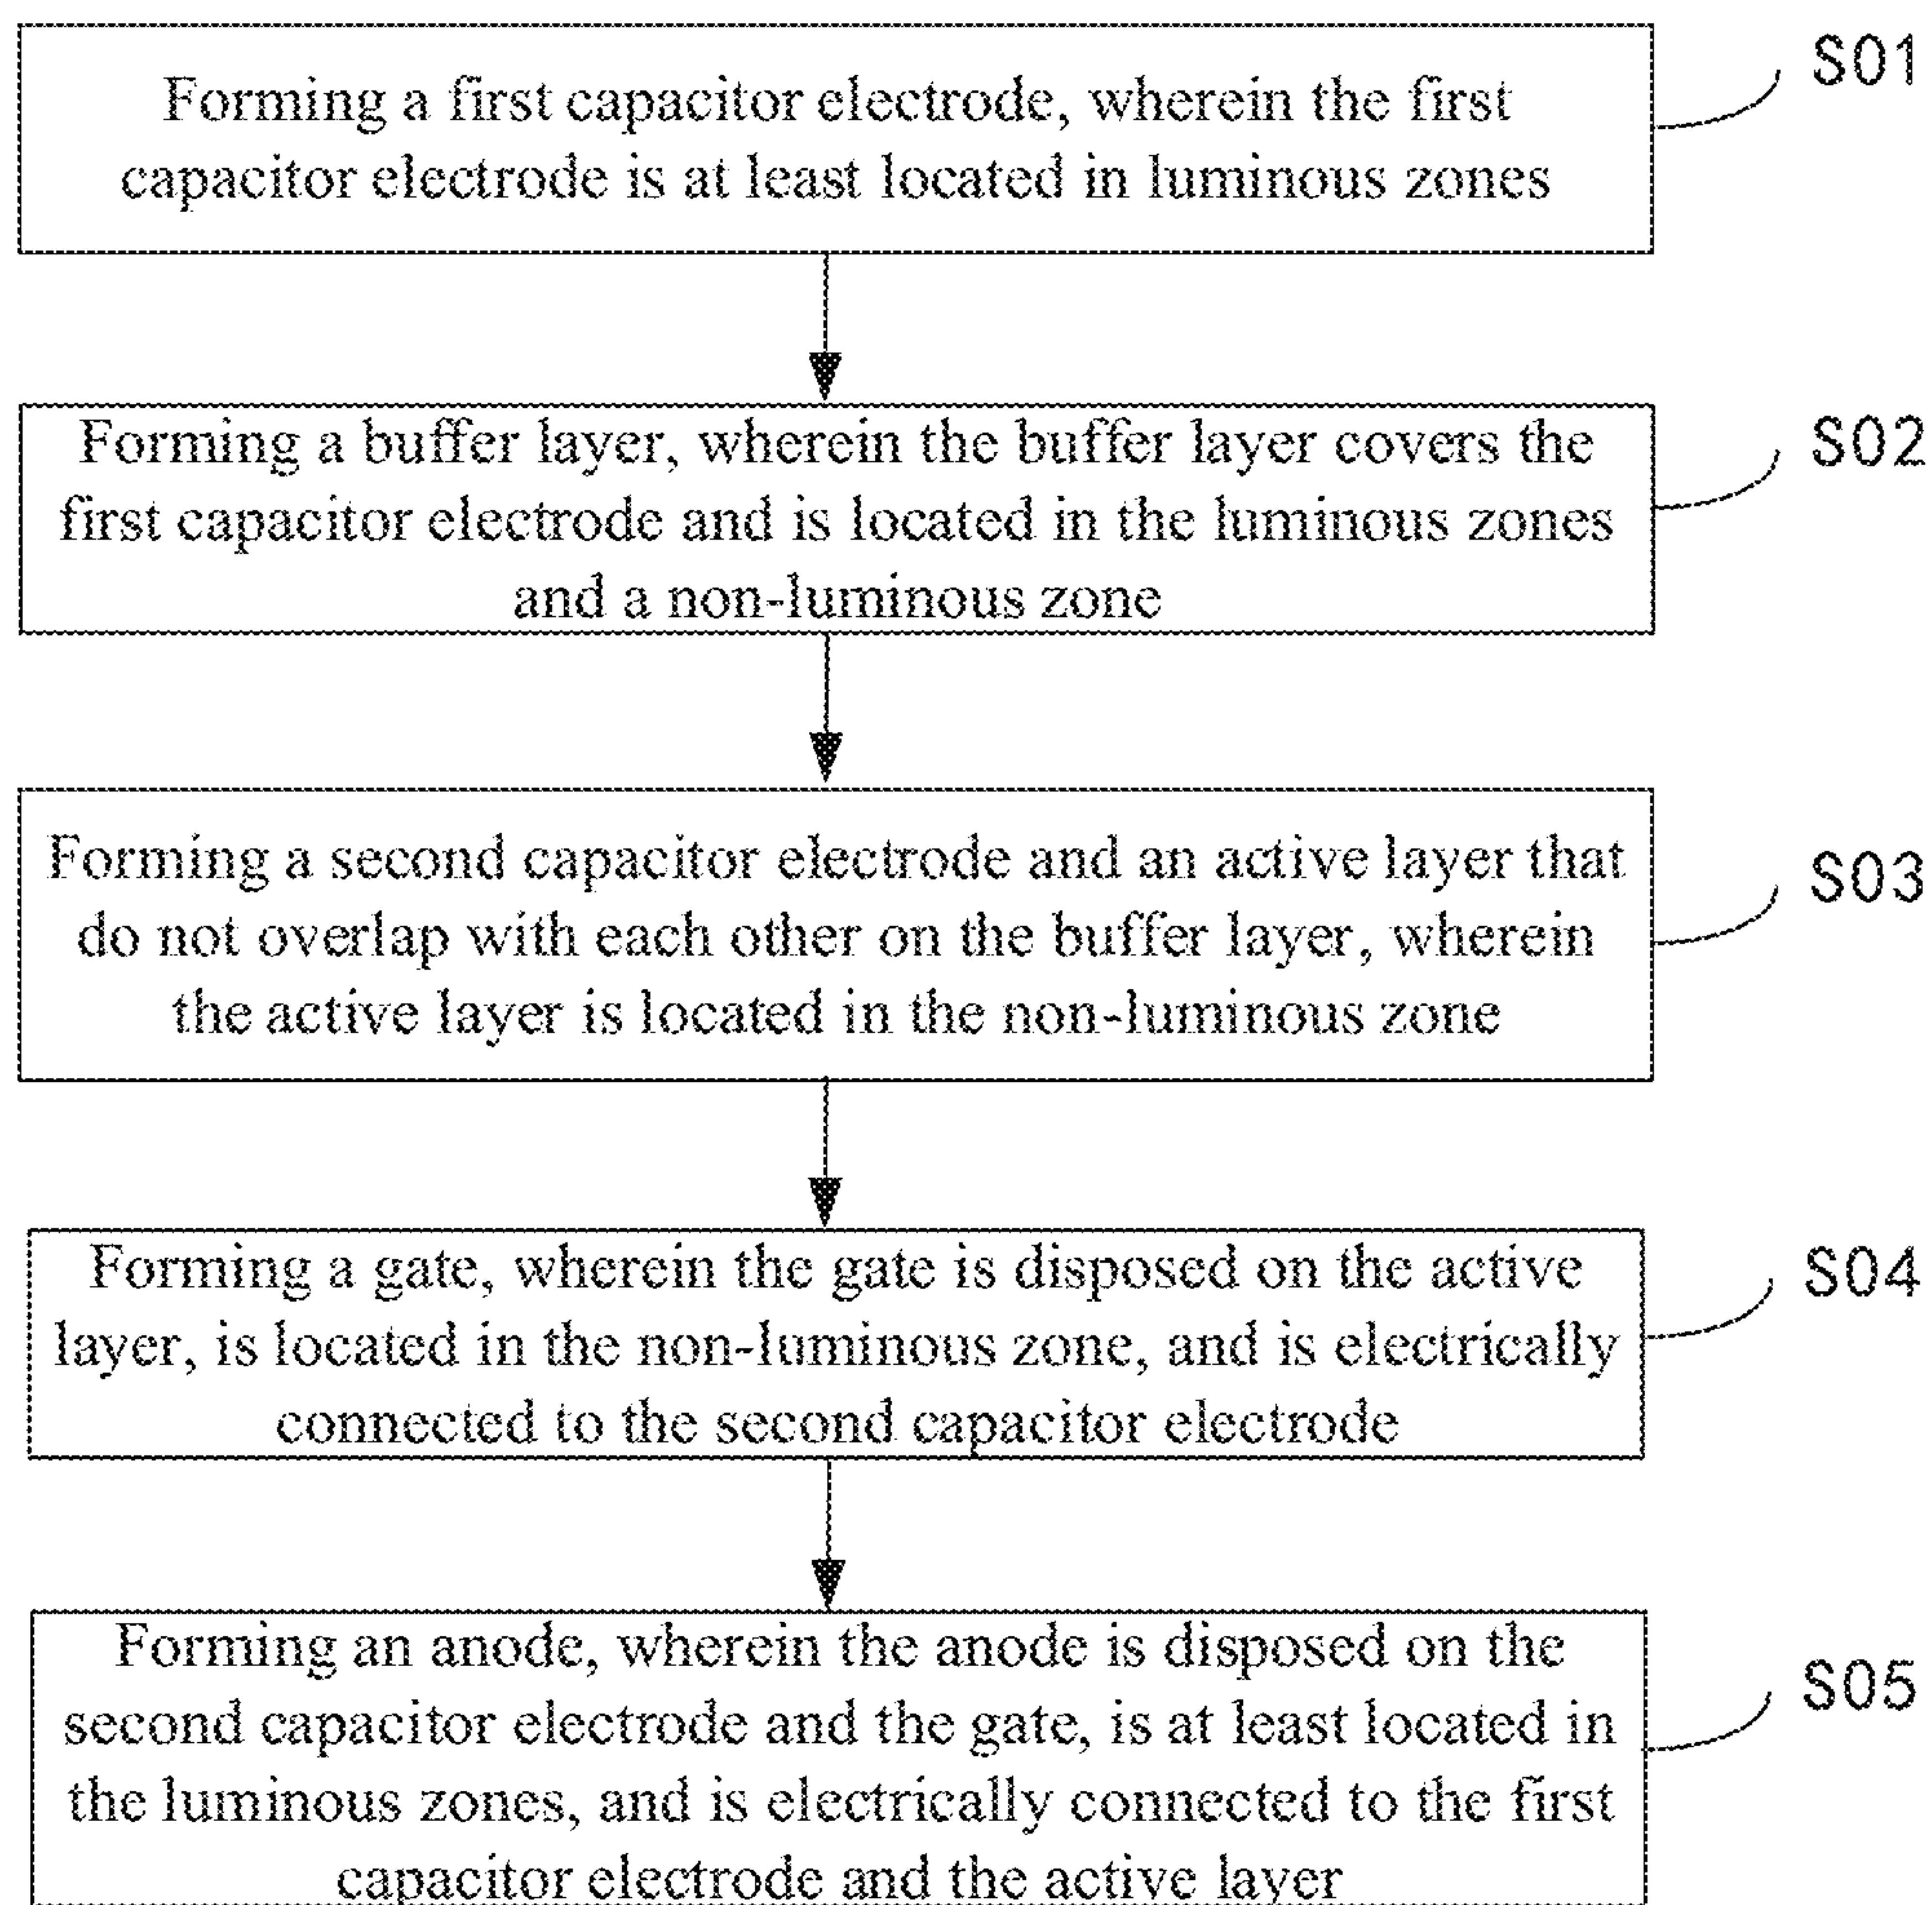 Forming a first capacitor electrode, wherein the first
capacitor electrode is at least located in luminous zones
S01
Forming a buffer layer, wherein the buffer layer covers the
first capacitor electrode and is located in the luminous zones
and a non-luminous zone
S02
Forming a second capacitor electrode and an active layer that
do not overlap with each other on the buffer layer, wherein
the active layer is located in the non-luminous zone
S03
Forming a gate, wherein the gate is disposed on the active
layer, is located in the non-luminous zone, and is electrically
connected to the second capacitor electrode
S04
Forming an anode, wherein the anode is disposed on the
second capacitor electrode and the gate, is at least located in
the luminous zones, and is electrically connected to the first
capacitor electrode and the active layer
S05